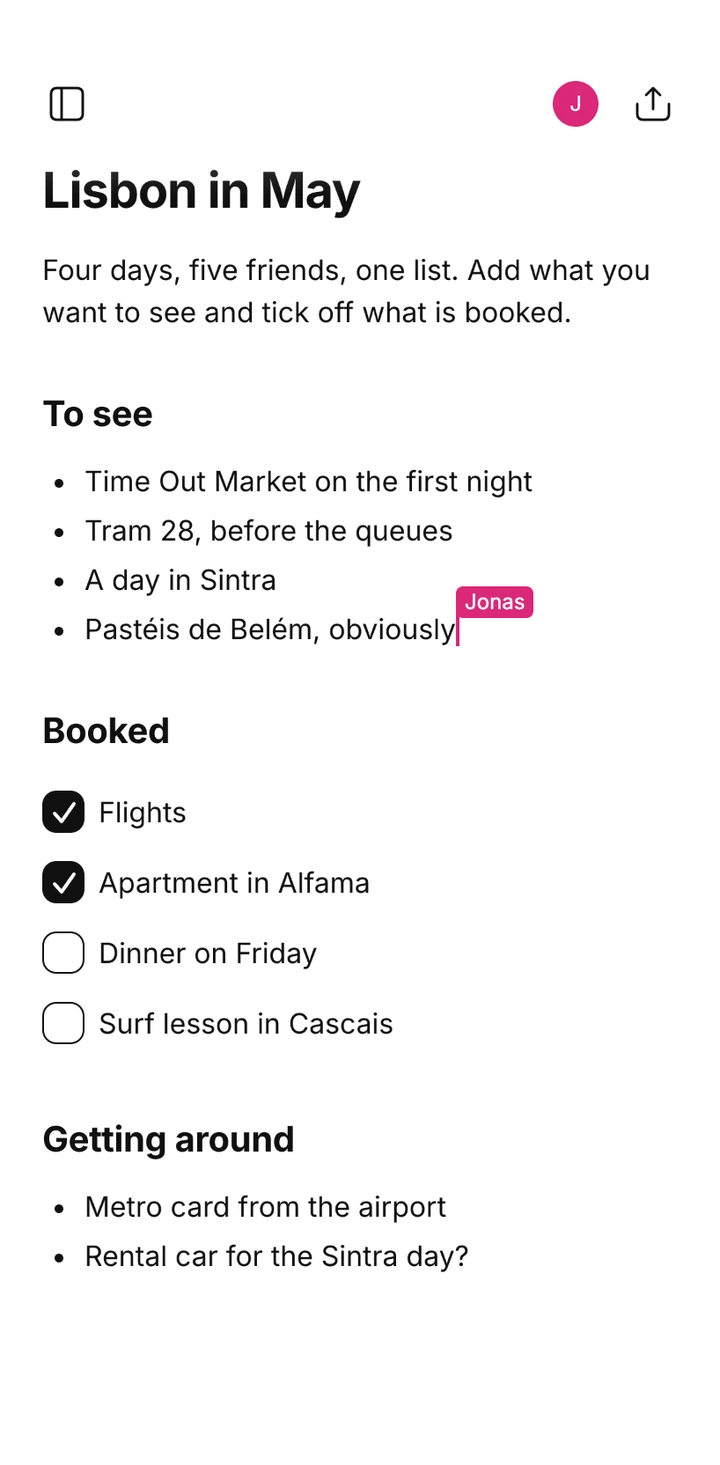 J
Lisbon in May
Four days, five friends, one list. Add what you
want to see and tick off what is booked.
To see
Time Out Market on the first night
Tram 28, before the queues
A day in Sintra
Jonas
Pastéis de Belém, obviously
Booked
Flights
Apartment in Alfama
Dinner on Friday
Surf lesson in Cascais
Getting around
Metro card from the airport
Rental car for the Sintra day?